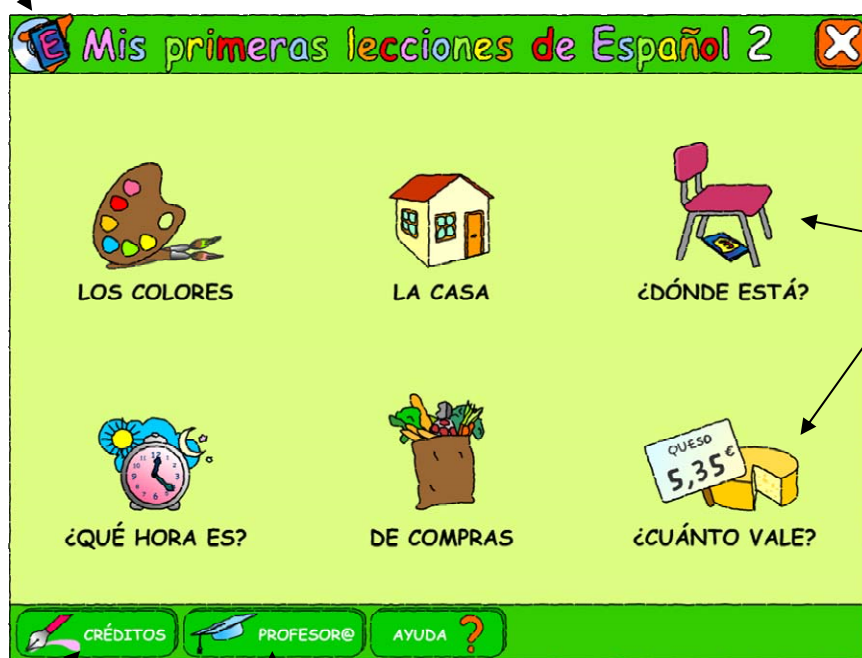 E Mis primeras lecciones de Español 2
LOS COLORES
LA CASA
¿DÓNDE ESTÁ?
¿QUÉ HORA ES?
DE COMPRAS
QUESO
5,35€
¿CUÁNTO VALE?
CRÉDITOS
PROFESOR@
AYUDA ?